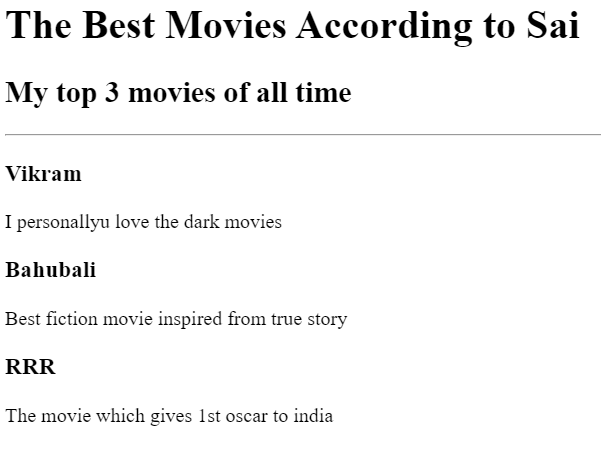 The Best Movies According to Sai
My top 3 movies of all time
Vikram
I personallyu love the dark movies
Bahubali
Best fiction movie inspired from true story
RRR
The movie which gives 1st oscar to india